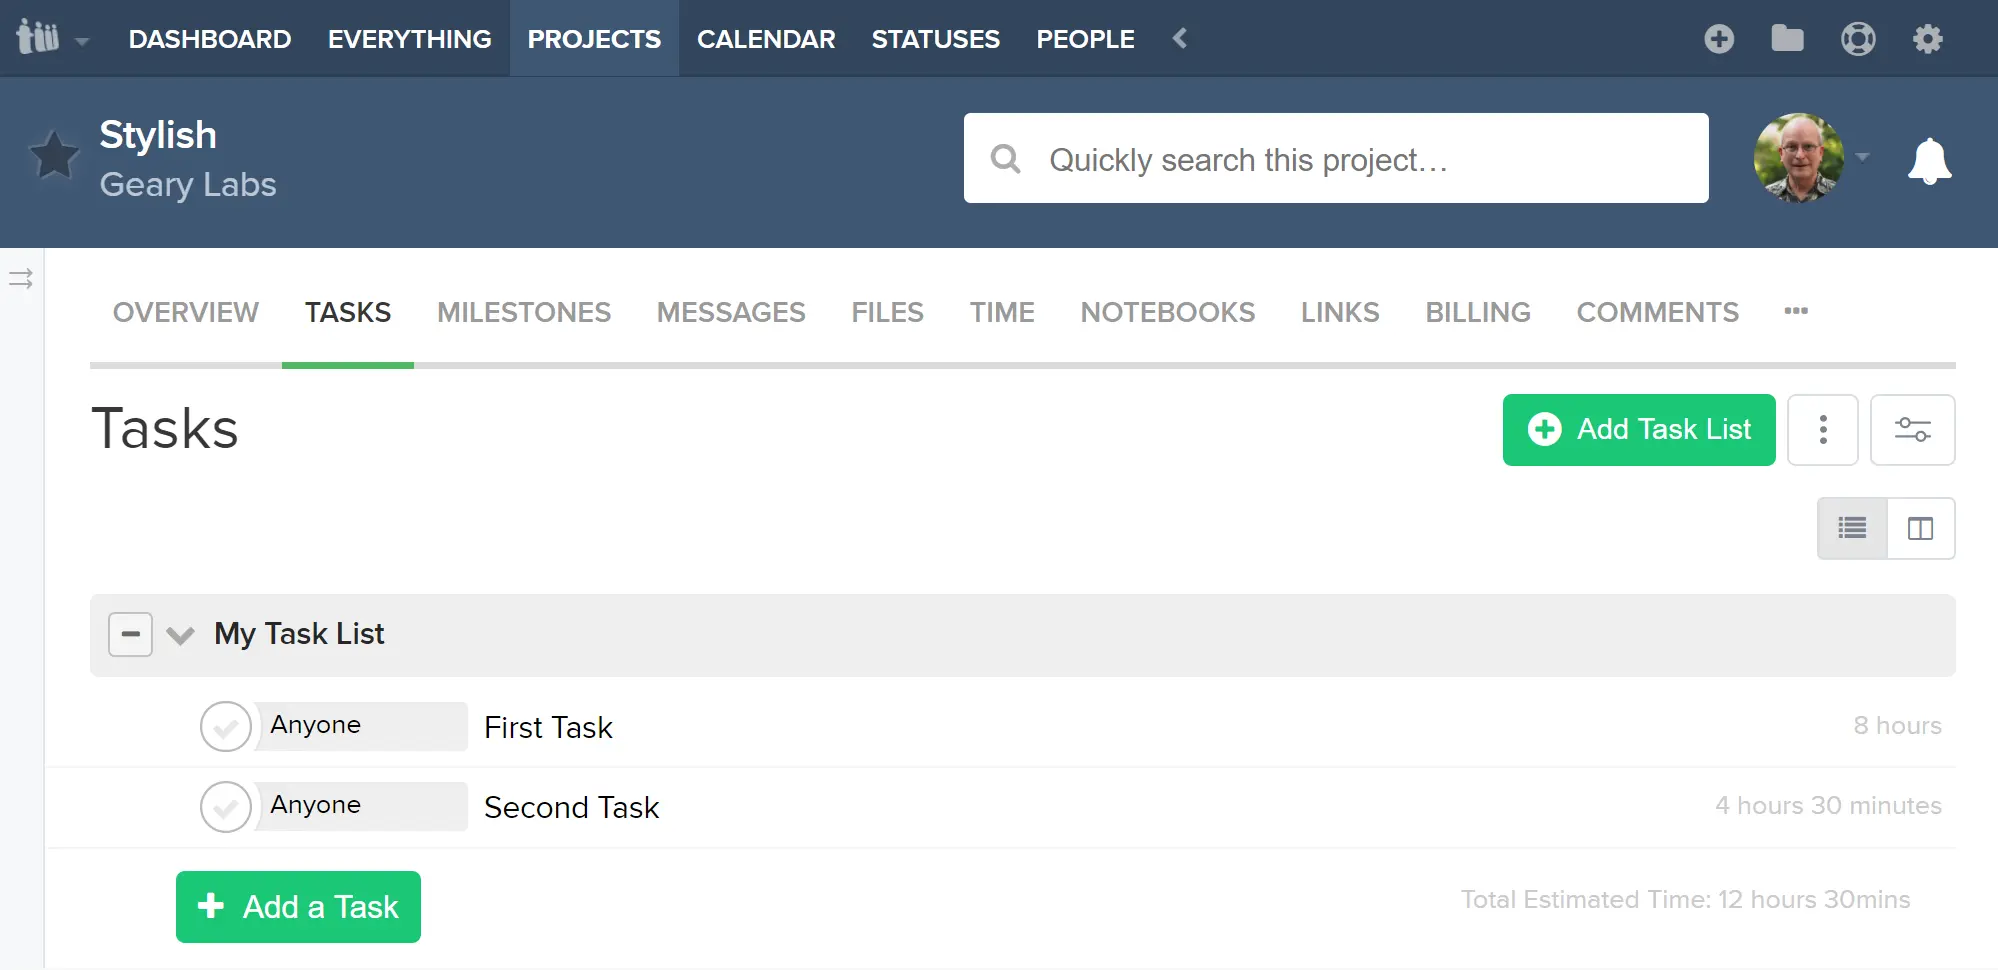 DASHBOARD EVERYTHING PROJECTS CALENDAR STATUSES PEOPLE
Stylish
Geary Labs
Quickly search this project...
OVERVIEW TASKS MILESTONES MESSAGES FILES TIME NOTEBOOKS LINKS BILLING COMMENTS
Tasks
Add Task List
My Task List
Anyone First Task 8 hours
Anyone Second Task 4 hours 30 minutes
Add a Task
Total Estimated Time: 12 hours 30mins